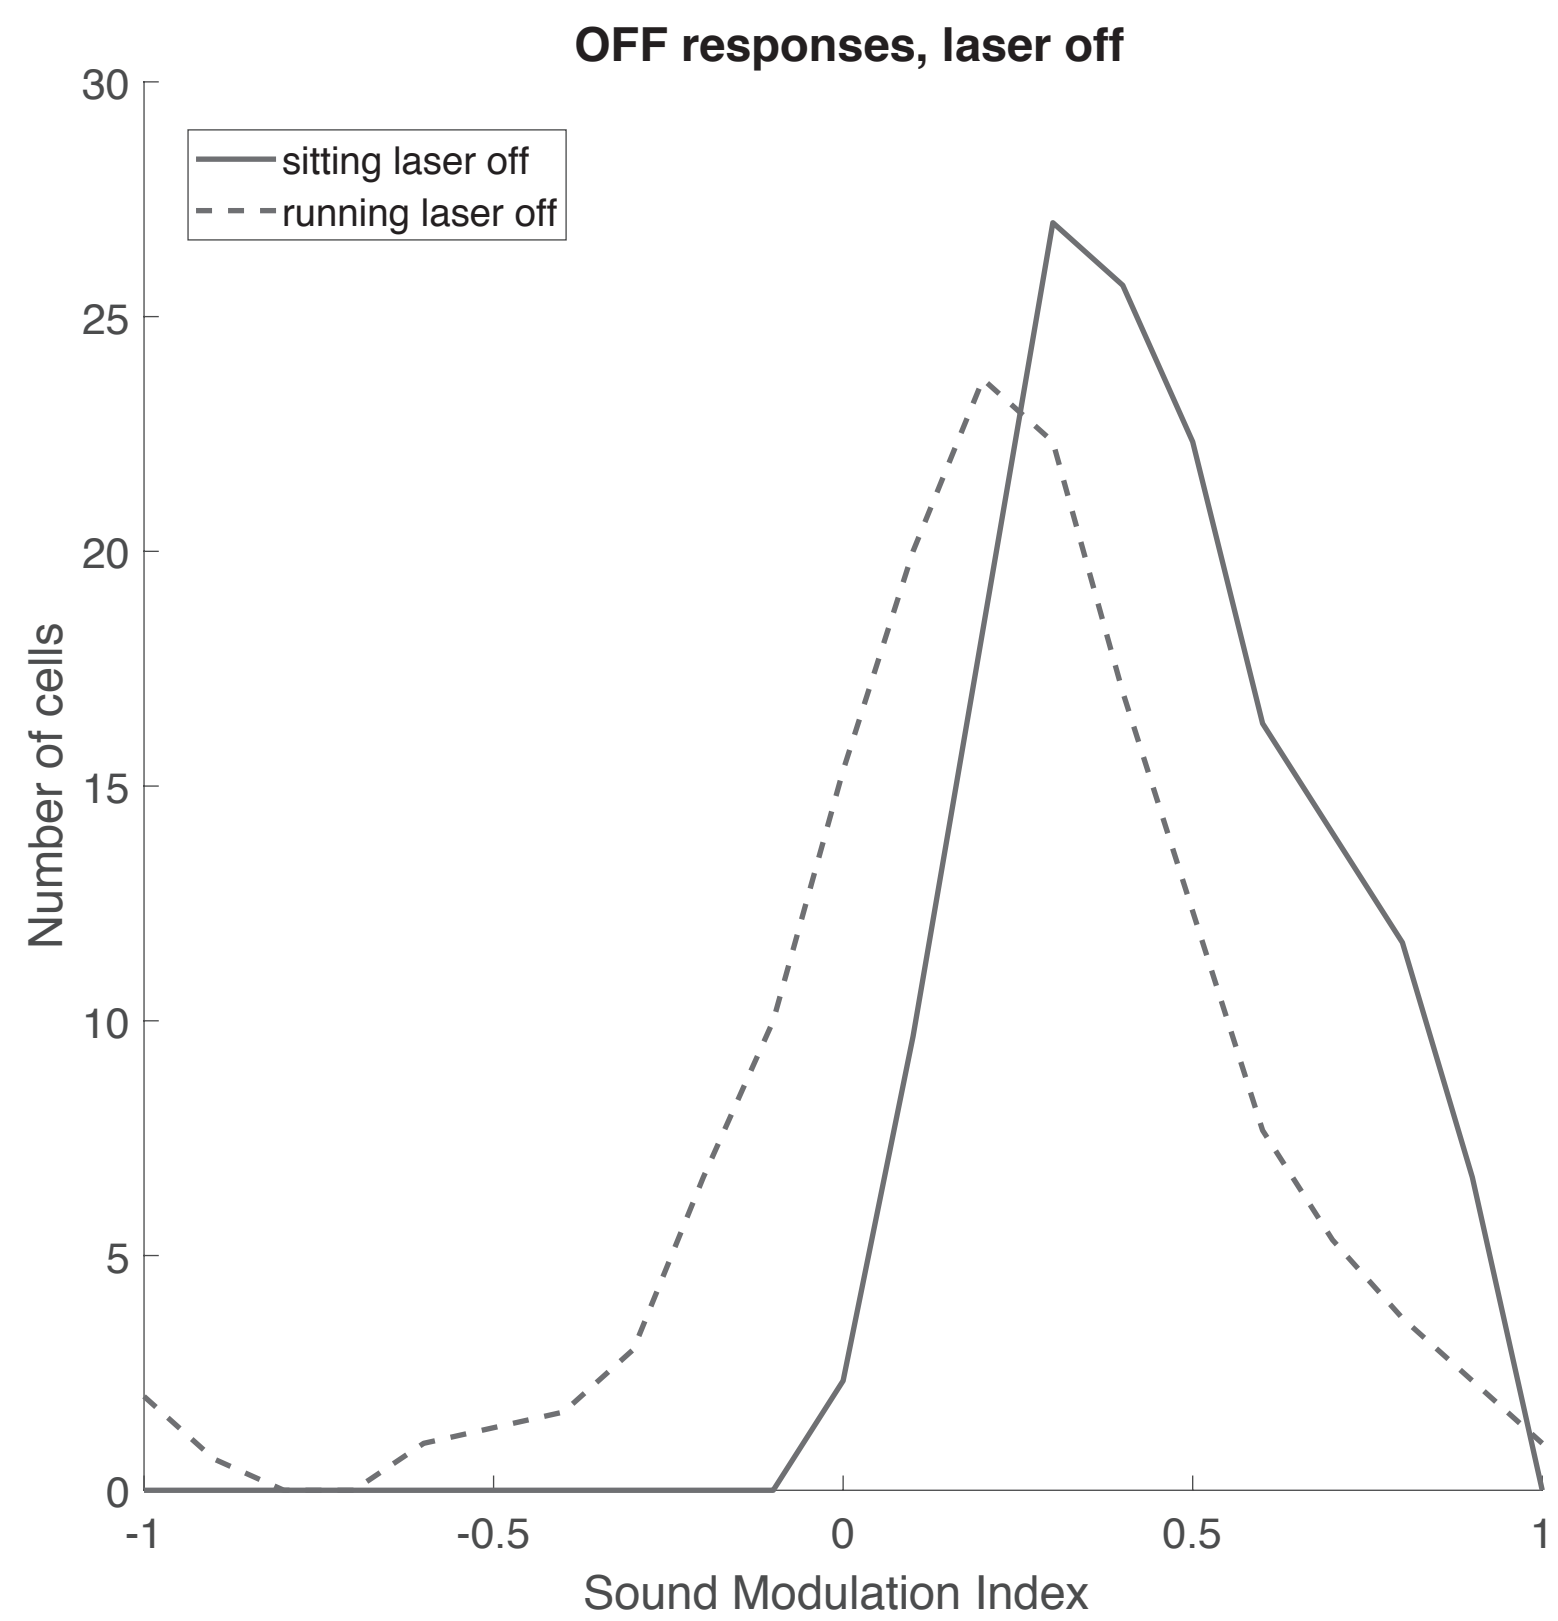 OFF responses, laser off
30
sitting laser off
running laser off
25
20
15
10
5
0
Number of cells
-1
-0.5
0
0.5
1
Sound Modulation Index